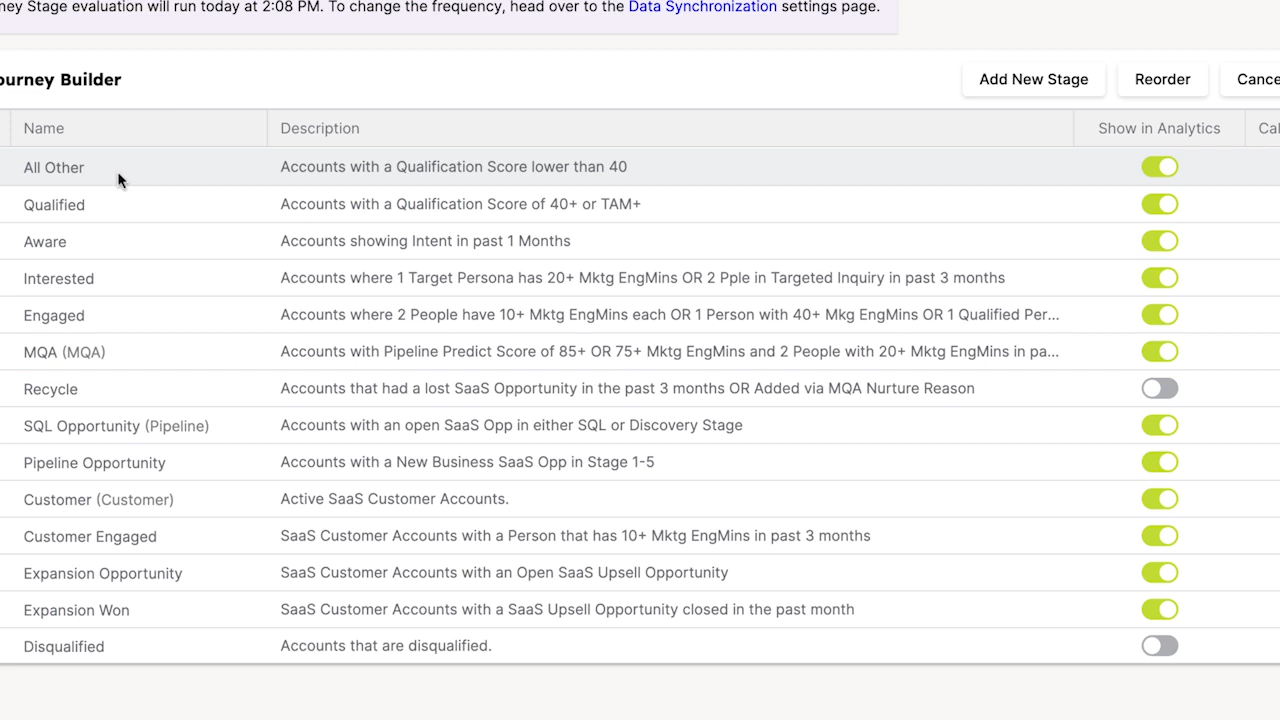 ney Stage evaluation will run today at 2:08 PM. To change the frequency, head over to the Data Synchronization settings page.
ourney Builder Add New Stage Reorder Cance
Name Description Show in Analytics Cal
All Other Accounts with a Qualification Score lower than 40
Qualified Accounts with a Qualification Score of 40+ or TAM+
Aware Accounts showing Intent in past 1 Months
Interested Accounts where 1 Target Persona has 20+ Mktg EngMins OR 2 Pple in Targeted Inquiry in past 3 months
Engaged Accounts where 2 People have 10+ Mktg EngMins each OR 1 Person with 40+ Mkg EngMins OR 1 Qualified Per...
MQA (MQA) Accounts with Pipeline Predict Score of 85+ OR 75+ Mktg EngMins and 2 People with 20+ Mktg EngMins in pa...
Recycle Accounts that had a lost SaaS Opportunity in the past 3 months OR Added via MQA Nurture Reason
SQL Opportunity (Pipeline) Accounts with an open SaaS Opp in either SQL or Discovery Stage
Pipeline Opportunity Accounts with a New Business SaaS Opp in Stage 1-5
Customer (Customer) Active SaaS Customer Accounts.
Customer Engaged SaaS Customer Accounts with a Person that has 10+ Mktg EngMins in past 3 months
Expansion Opportunity SaaS Customer Accounts with an Open SaaS Upsell Opportunity
Expansion Won SaaS Customer Accounts with a SaaS Upsell Opportunity closed in the past month
Disqualified Accounts that are disqualified.